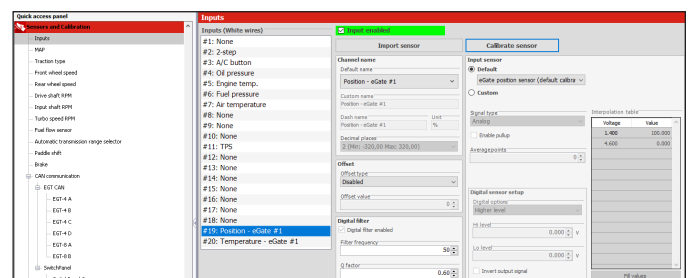 Quick access panel
Sensors and Calibration
Inputs
MAP
Traction type
Front wheel speed
Rear wheel speed
Drive shaft RPM
Input shaft RPM
Turbo speed RPM
Fuel flow sensor
Automatic transmission range selector
Paddle shift
Brake
CAN communication
EGT CAN
EGT-4 A
EGT-4 B
EGT-4 C
EGT-4 D
EGT-8 A
EGT-8 B
SwitchPanel
Inputs
Inputs (White wires)
#1: None
#2: 2-step
#3: A/C button
#4: Oil pressure
#5: Engine temp.
#6: Fuel pressure
#7: Air temperature
#8: None
#9: None
#10: None
#11: TPS
#12: None
#13: None
#14: None
#15: None
#16: None
#17: None
#18: None
#19: Position - eGate #1
#20: Temperature - eGate #1
Input enabled
Import sensor
Calibrate sensor
Channel name
Default name
Position - eGate #1
Custom name
Position - eGate #1
Dash name Unit
Position - eGate #1 %
Decimal places
2 (Min: -320,00 Max: 320,00)
Offset
Offset type
Disabled
Offset value
0
Digital filter
Digital filter enabled
Filter frequency
50
Q factor
0.60
Input sensor
Default
eGate position sensor (default calibra
Custom
Signal type
Analog
Enable pullup
Average points
0
Digital sensor setup
Digital options
Higher level
Hi level
0.000 V
Lo level
0.000 V
Invert output signal
Interpolation table
Voltage Value
1.400 100.000
4.600 0.000
Fill values